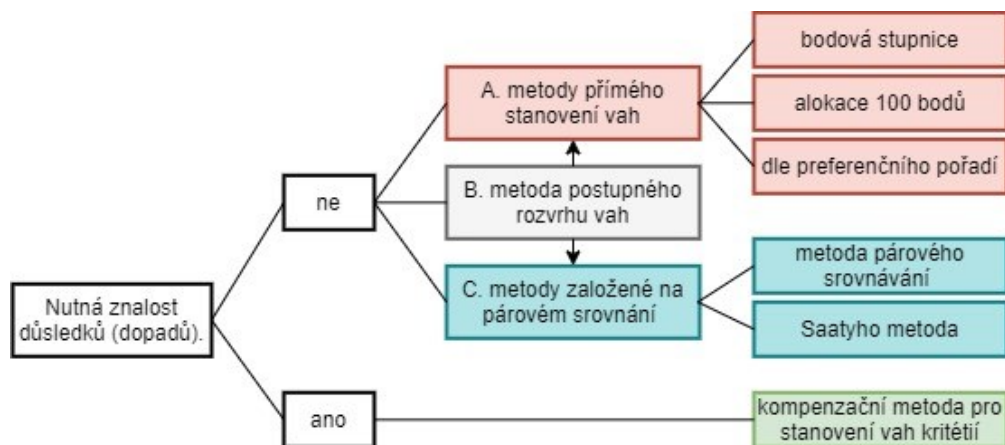 Nutná znalost
důsledků (dopadů).
ne
ano
A. metody přímého
stanovení vah
B. metoda postupného
rozvrhu vah
C. metody založené na
párovém srovnání
bodová stupnice
alokace 100 bodů
dle preferenčního pořadí
metoda párového
srovnávání
Saatyho metoda
kompenzační metoda pro
stanovení vah kritétií